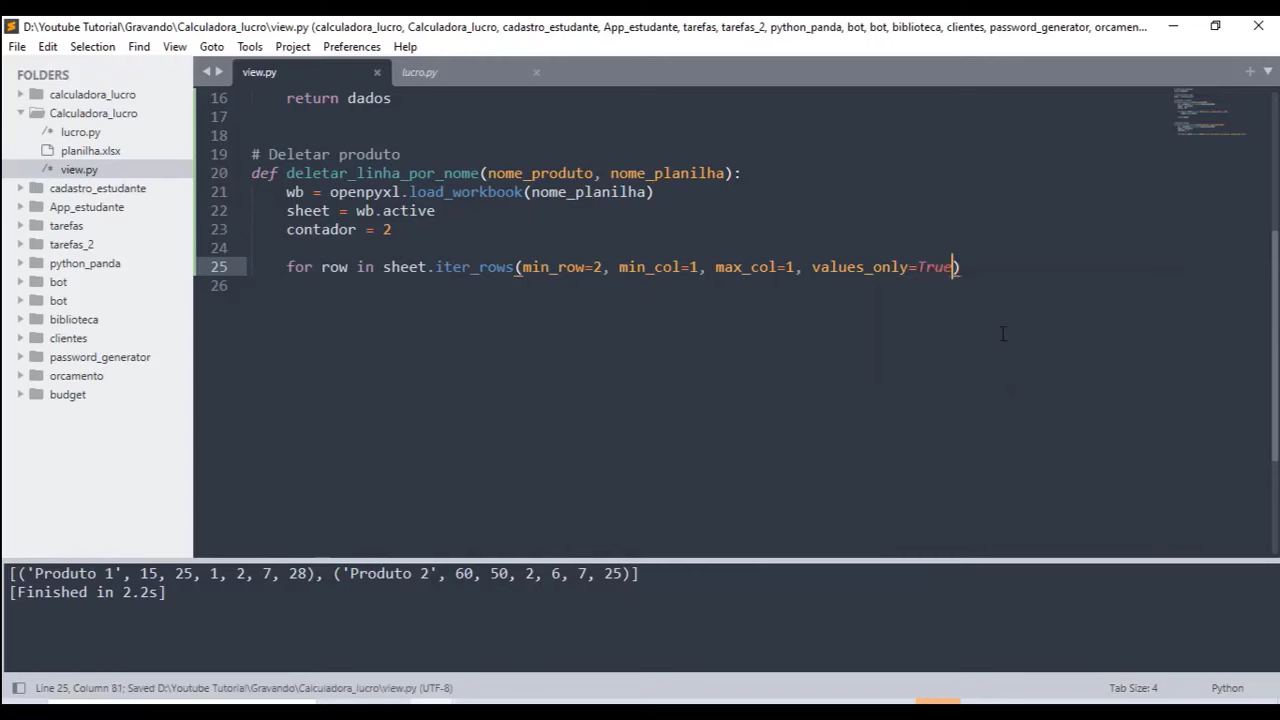 D:\Youtube Tutorial\Gravando\Calculadora_lucro\view.py (calculadora_lucro, Calculadora_lucro, cadastro_estudante, App_estudante, tarefas, tarefas_2, python_panda, bot, bot, biblioteca, clientes, password_generator, orcamen...
File Edit Selection Find View Goto Tools Project Preferences Help
FOLDERS
calculadora_lucro
Calculadora_lucro
/* lucro.py
planilha.xlsx
/* view.py
cadastro_estudante
App_estudante
tarefas
tarefas_2
python_panda
bot
bot
biblioteca
clientes
password_generator
orcamento
budget
view.py × lucro.py ×
16 return dados
17
18
19 # Deletar produto
20 def deletar_linha_por_nome(nome_produto, nome_planilha):
21 wb = openpyxl.load_workbook(nome_planilha)
22 sheet = wb.active
23 contador = 2
24
25 for row in sheet.iter_rows(min_row=2, min_col=1, max_col=1, values_only=True)
26
[('Produto 1', 15, 25, 1, 2, 7, 28), ('Produto 2', 60, 50, 2, 6, 7, 25)]
[Finished in 2.2s]
Line 25, Column 81; Saved D:\Youtube Tutorial\Gravando\Calculadora_lucro\view.py (UTF-8)
Tab Size: 4
Python